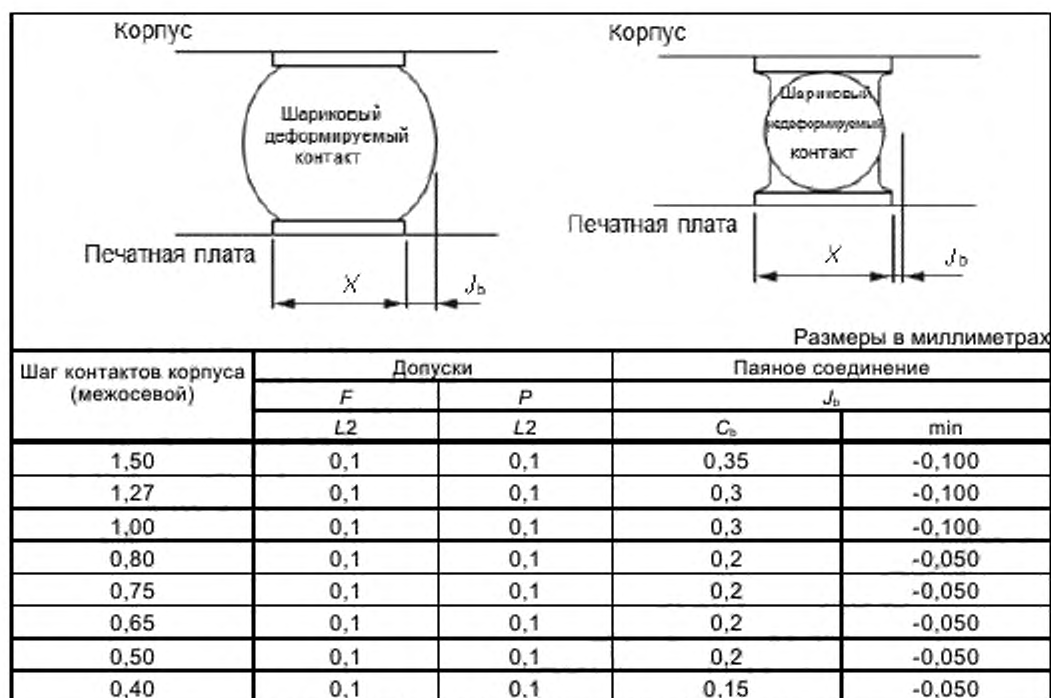 Корпус
Шариковый
деформируемый
контакт
Печатная плата
X
Jb
Корпус
Шариковый
недеформируемый
контакт
Печатная плата
X
Jb
Размеры в миллиметрах
Шаг контактов корпуса (межосевой) Допуски Паяное соединение
F P Jb
L2 L2 Cb min
1,50 0,1 0,1 0,35 -0,100
1,27 0,1 0,1 0,3 -0,100
1,00 0,1 0,1 0,3 -0,100
0,80 0,1 0,1 0,2 -0,050
0,75 0,1 0,1 0,2 -0,050
0,65 0,1 0,1 0,2 -0,050
0,50 0,1 0,1 0,2 -0,050
0,40 0,1 0,1 0,15 -0,050